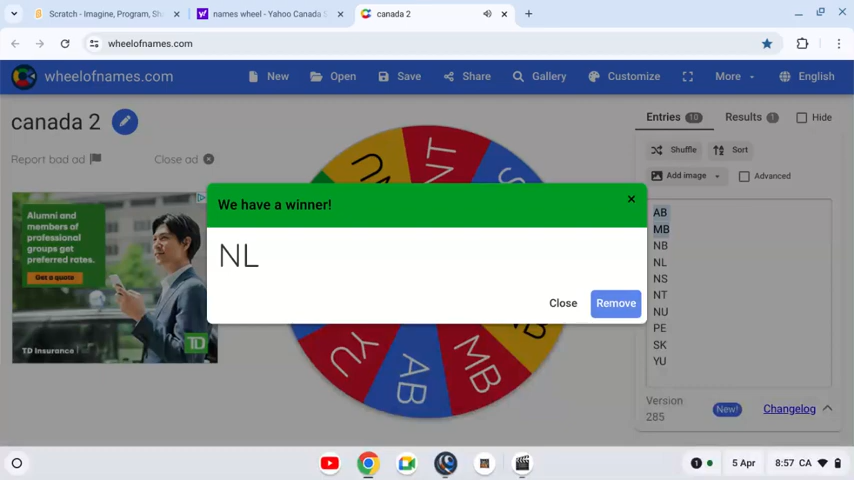 Scratch - Imagine, Program, Sh
names wheel - Yahoo Canada S
canada 2
wheelofnames.com
wheelofnames.com
New
Open
Save
Share
Gallery
Customize
More
English
canada 2
Report bad ad
Close ad
Entries 10
Results 1
Hide
Shuffle
Sort
Add image
Advanced
AB
MB
NB
NL
NS
NT
NU
PE
SK
YU
We have a winner!
NL
Close
Remove
Alumni and
members of
professional
groups get
preferred rates.
Get a quote
TD Insurance
TD
YU
AB
MB
Version
285
New!
Changelog
1
5 Apr
8:57 CA